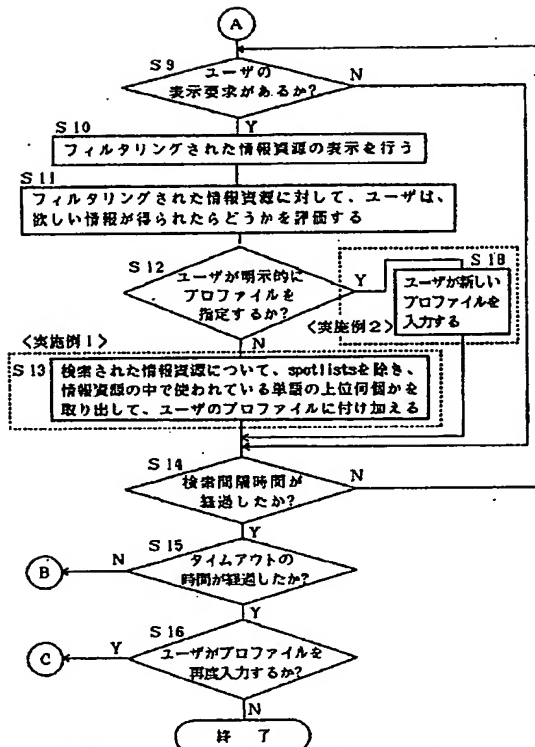 A
S 9
ユーザの
表示要求があるか?
N
Y
S 10
フィルタリングされた情報資源の表示を行う
S 11
フィルタリングされた情報資源に対して、ユーザは、
欲しい情報が得られたらどうかを評価する
S 12
ユーザが明示的に
プロファイルを
指定するか?
Y
N
S 18
ユーザが新しい
プロファイルを
入力する
<実施例2>
<実施例1>
S 13
検索された情報資源について、spotlistsを除き、
情報資源の中で使われている単語の上位何個かを
取り出して、ユーザのプロファイルに付け加える
S 14
検索間隔時間が
経過したか?
N
Y
S 15
タイムアウトの
時間が経過したか?
N
B
Y
S 16
ユーザがプロファイルを
再度入力するか?
Y
C
N
終 了